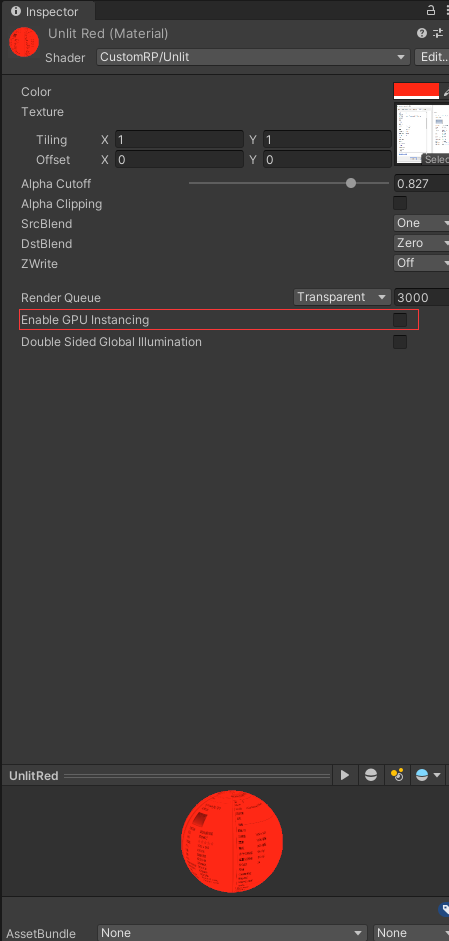 Inspector
Unlit Red (Material)
Shader CustomRP/Unlit Edit...
Color
Texture
Tiling X 1 Y 1
Offset X 0 Y 0
Selec
Alpha Cutoff 0.827
Alpha Clipping
SrcBlend One
DstBlend Zero
ZWrite Off
Render Queue Transparent 3000
Enable GPU Instancing
Double Sided Global Illumination
UnlitRed
AssetBundle None None